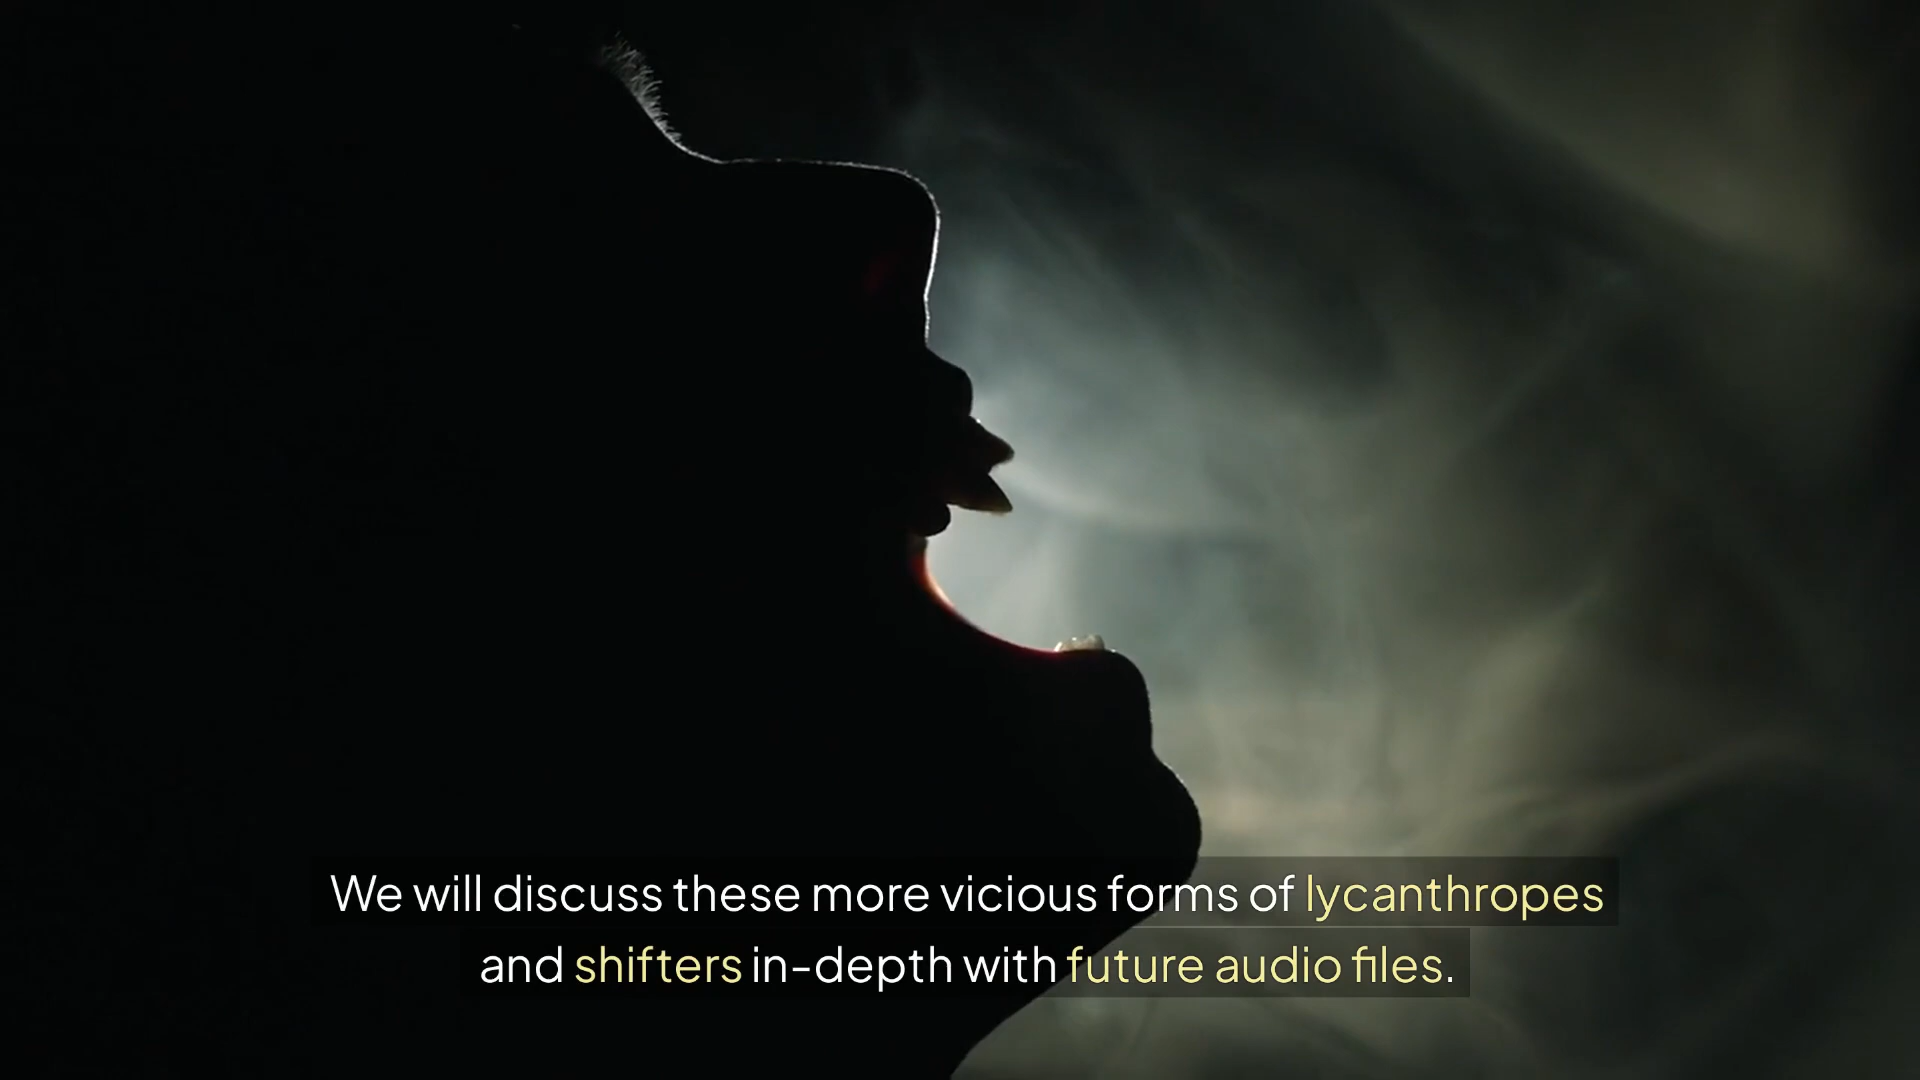 We will discuss these more vicious forms of lycanthropes
and shifters in-depth with future audio files.